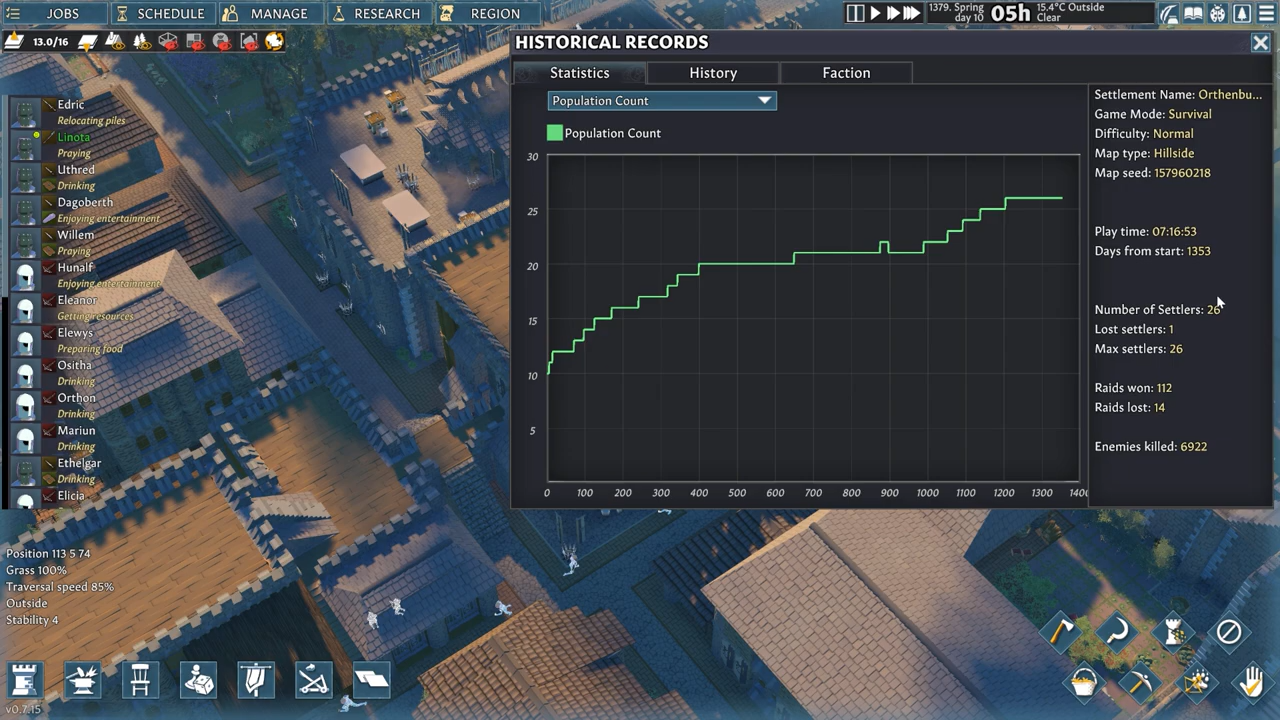 JOBS
SCHEDULE
MANAGE
RESEARCH
REGION
1379. Spring
day 10
05h
15.4°C Outside
Clear
13.0/16
HISTORICAL RECORDS
Statistics
History
Faction
Population Count
Population Count
30
25
20
15
10
5
0 100 200 300 400 500 600 700 800 900 1000 1100 1200 1300 140
Settlement Name: Orthenbu...
Game Mode: Survival
Difficulty: Normal
Map type: Hillside
Map seed: 157960218
Play time: 07:16:53
Days from start: 1353
Number of Settlers: 26
Lost settlers: 1
Max settlers: 26
Raids won: 112
Raids lost: 14
Enemies killed: 6922
Edric
Relocating piles
Linota
Praying
Uthred
Drinking
Dagoberth
Enjoying entertainment
Willem
Praying
Hunalf
Enjoying entertainment
Eleanor
Getting resources
Elewys
Preparing food
Ositha
Drinking
Orthon
Drinking
Mariun
Drinking
Ethelgar
Drinking
Elicia
Position 113 5 74
Grass 100%
Traversal speed 85%
Outside
Stability 4
v0.7.15